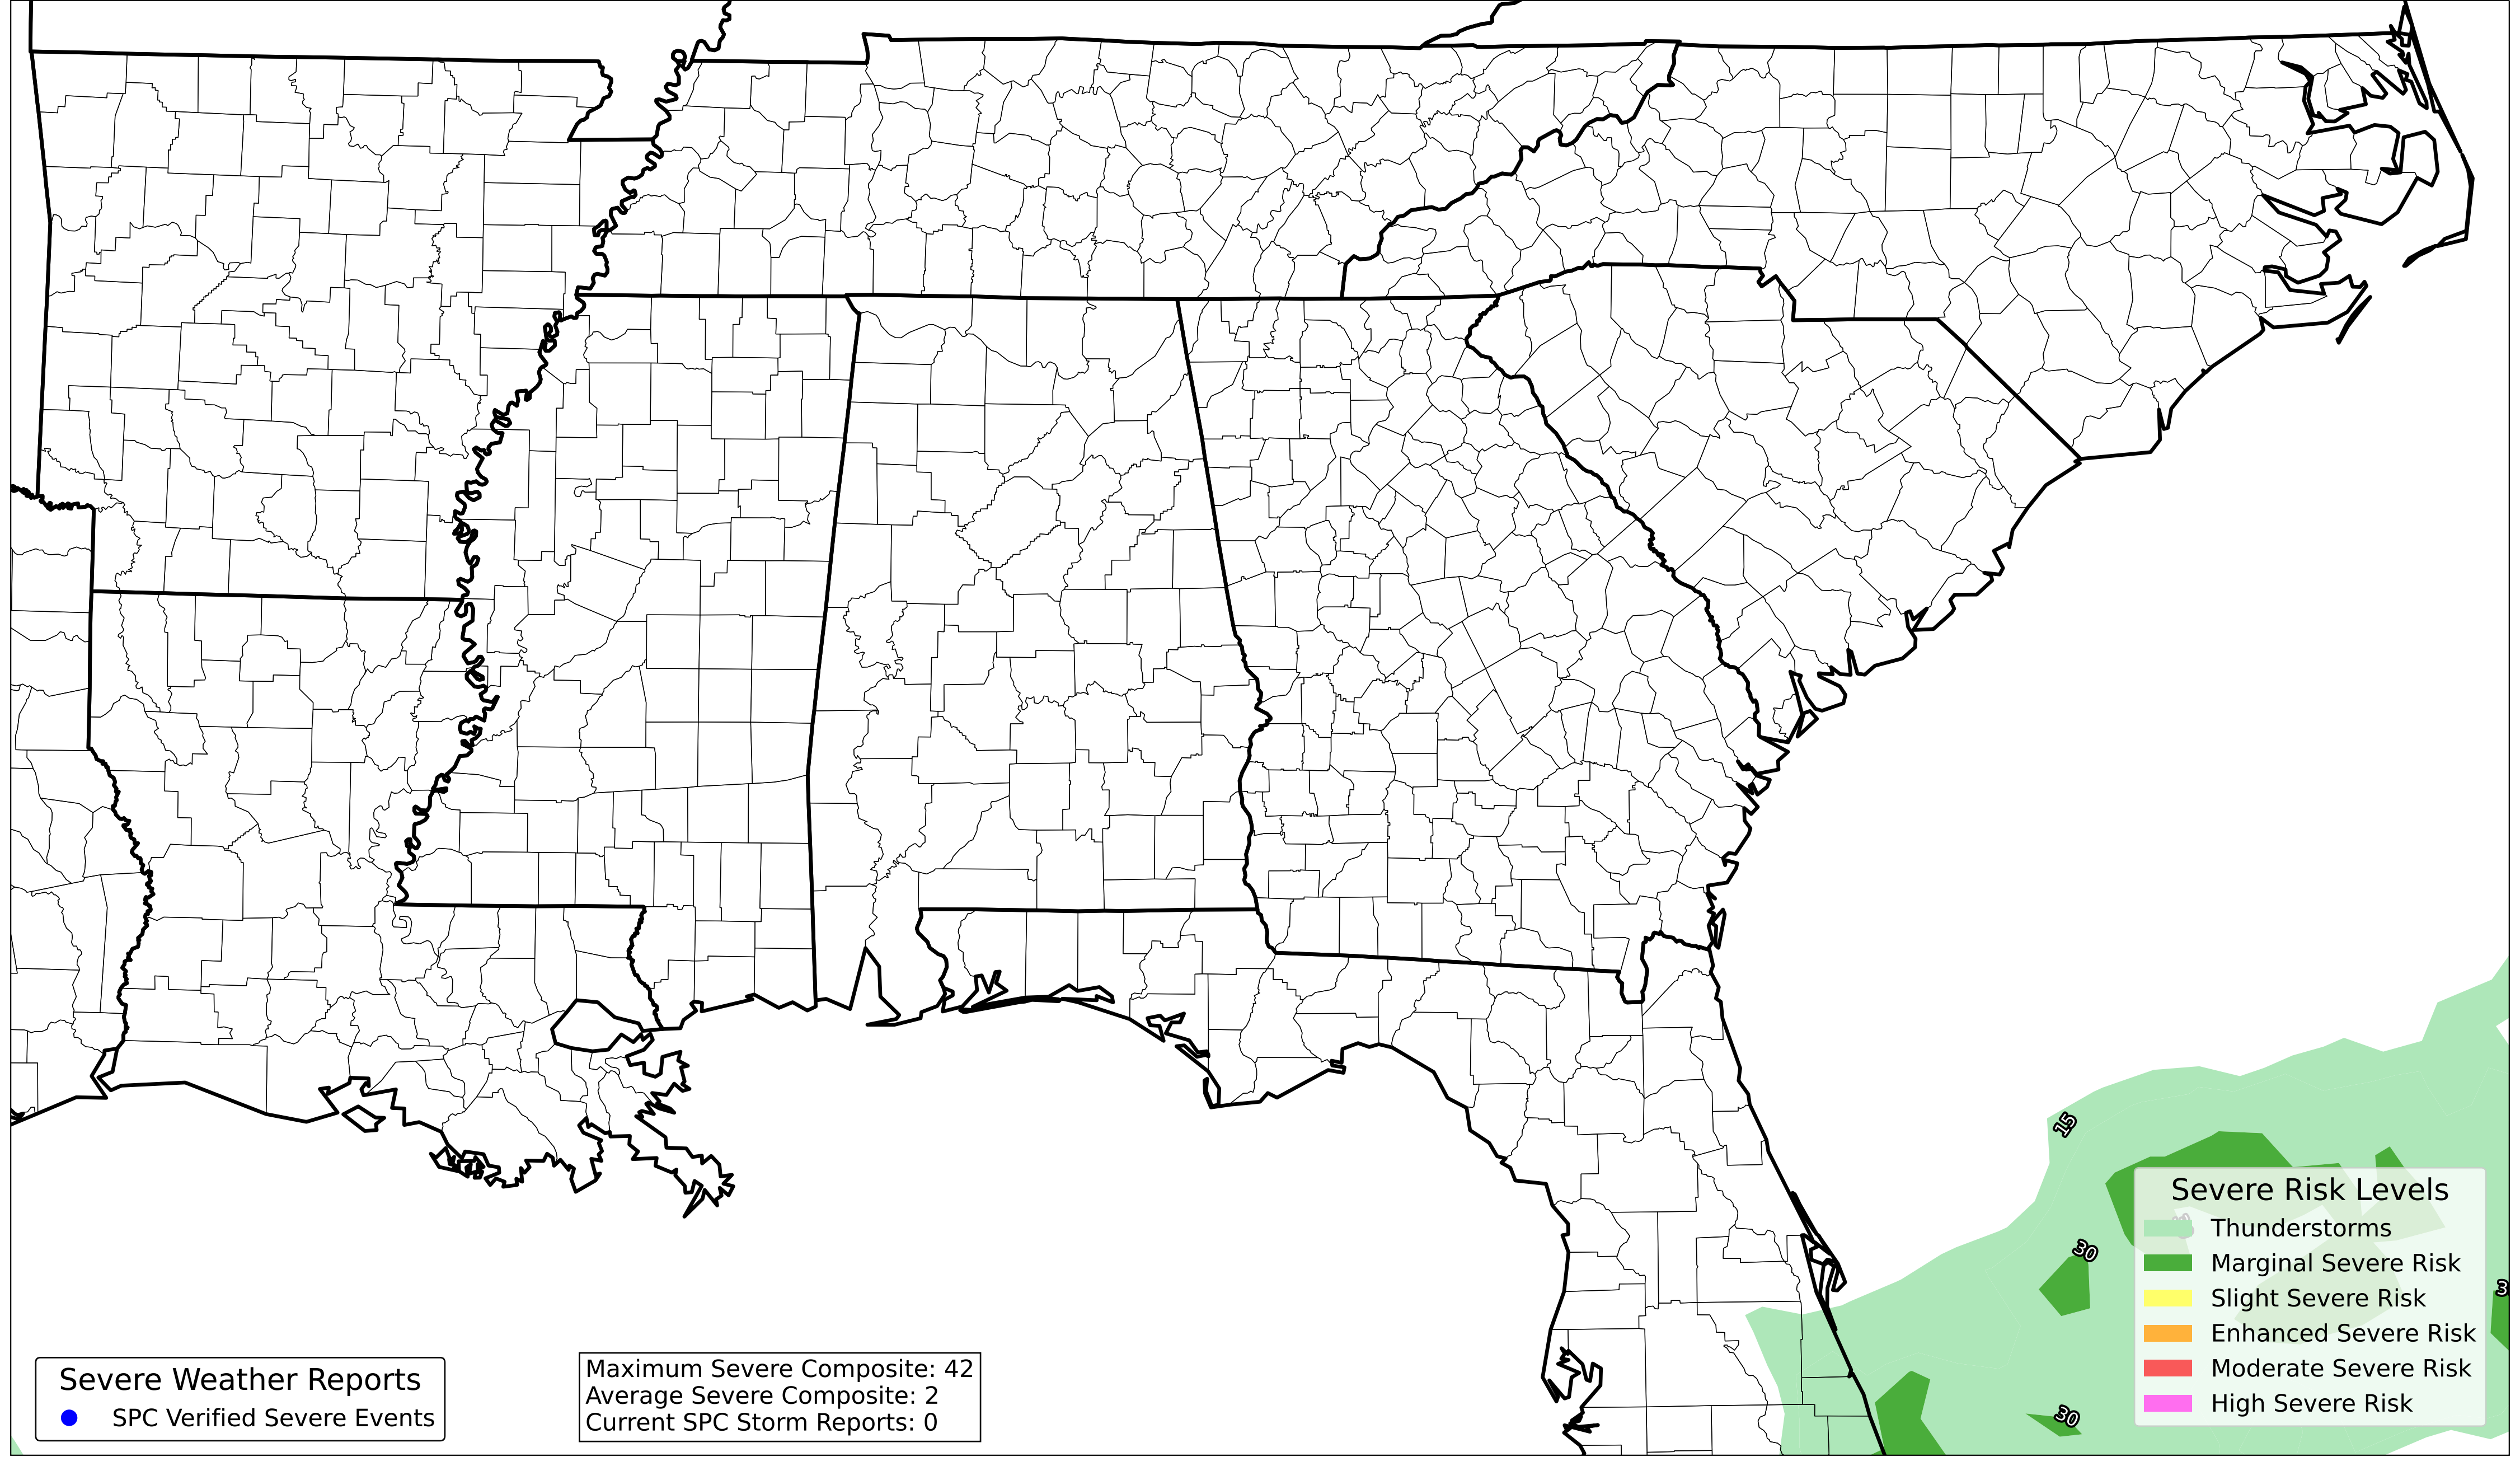 15
30
Severe Risk Levels
Thunderstorms
Marginal Severe Risk
Slight Severe Risk
Enhanced Severe Risk
Moderate Severe Risk
High Severe Risk
3
30
Severe Weather Reports
SPC Verified Severe Events
Maximum Severe Composite: 42
Average Severe Composite: 2
Current SPC Storm Reports: 0